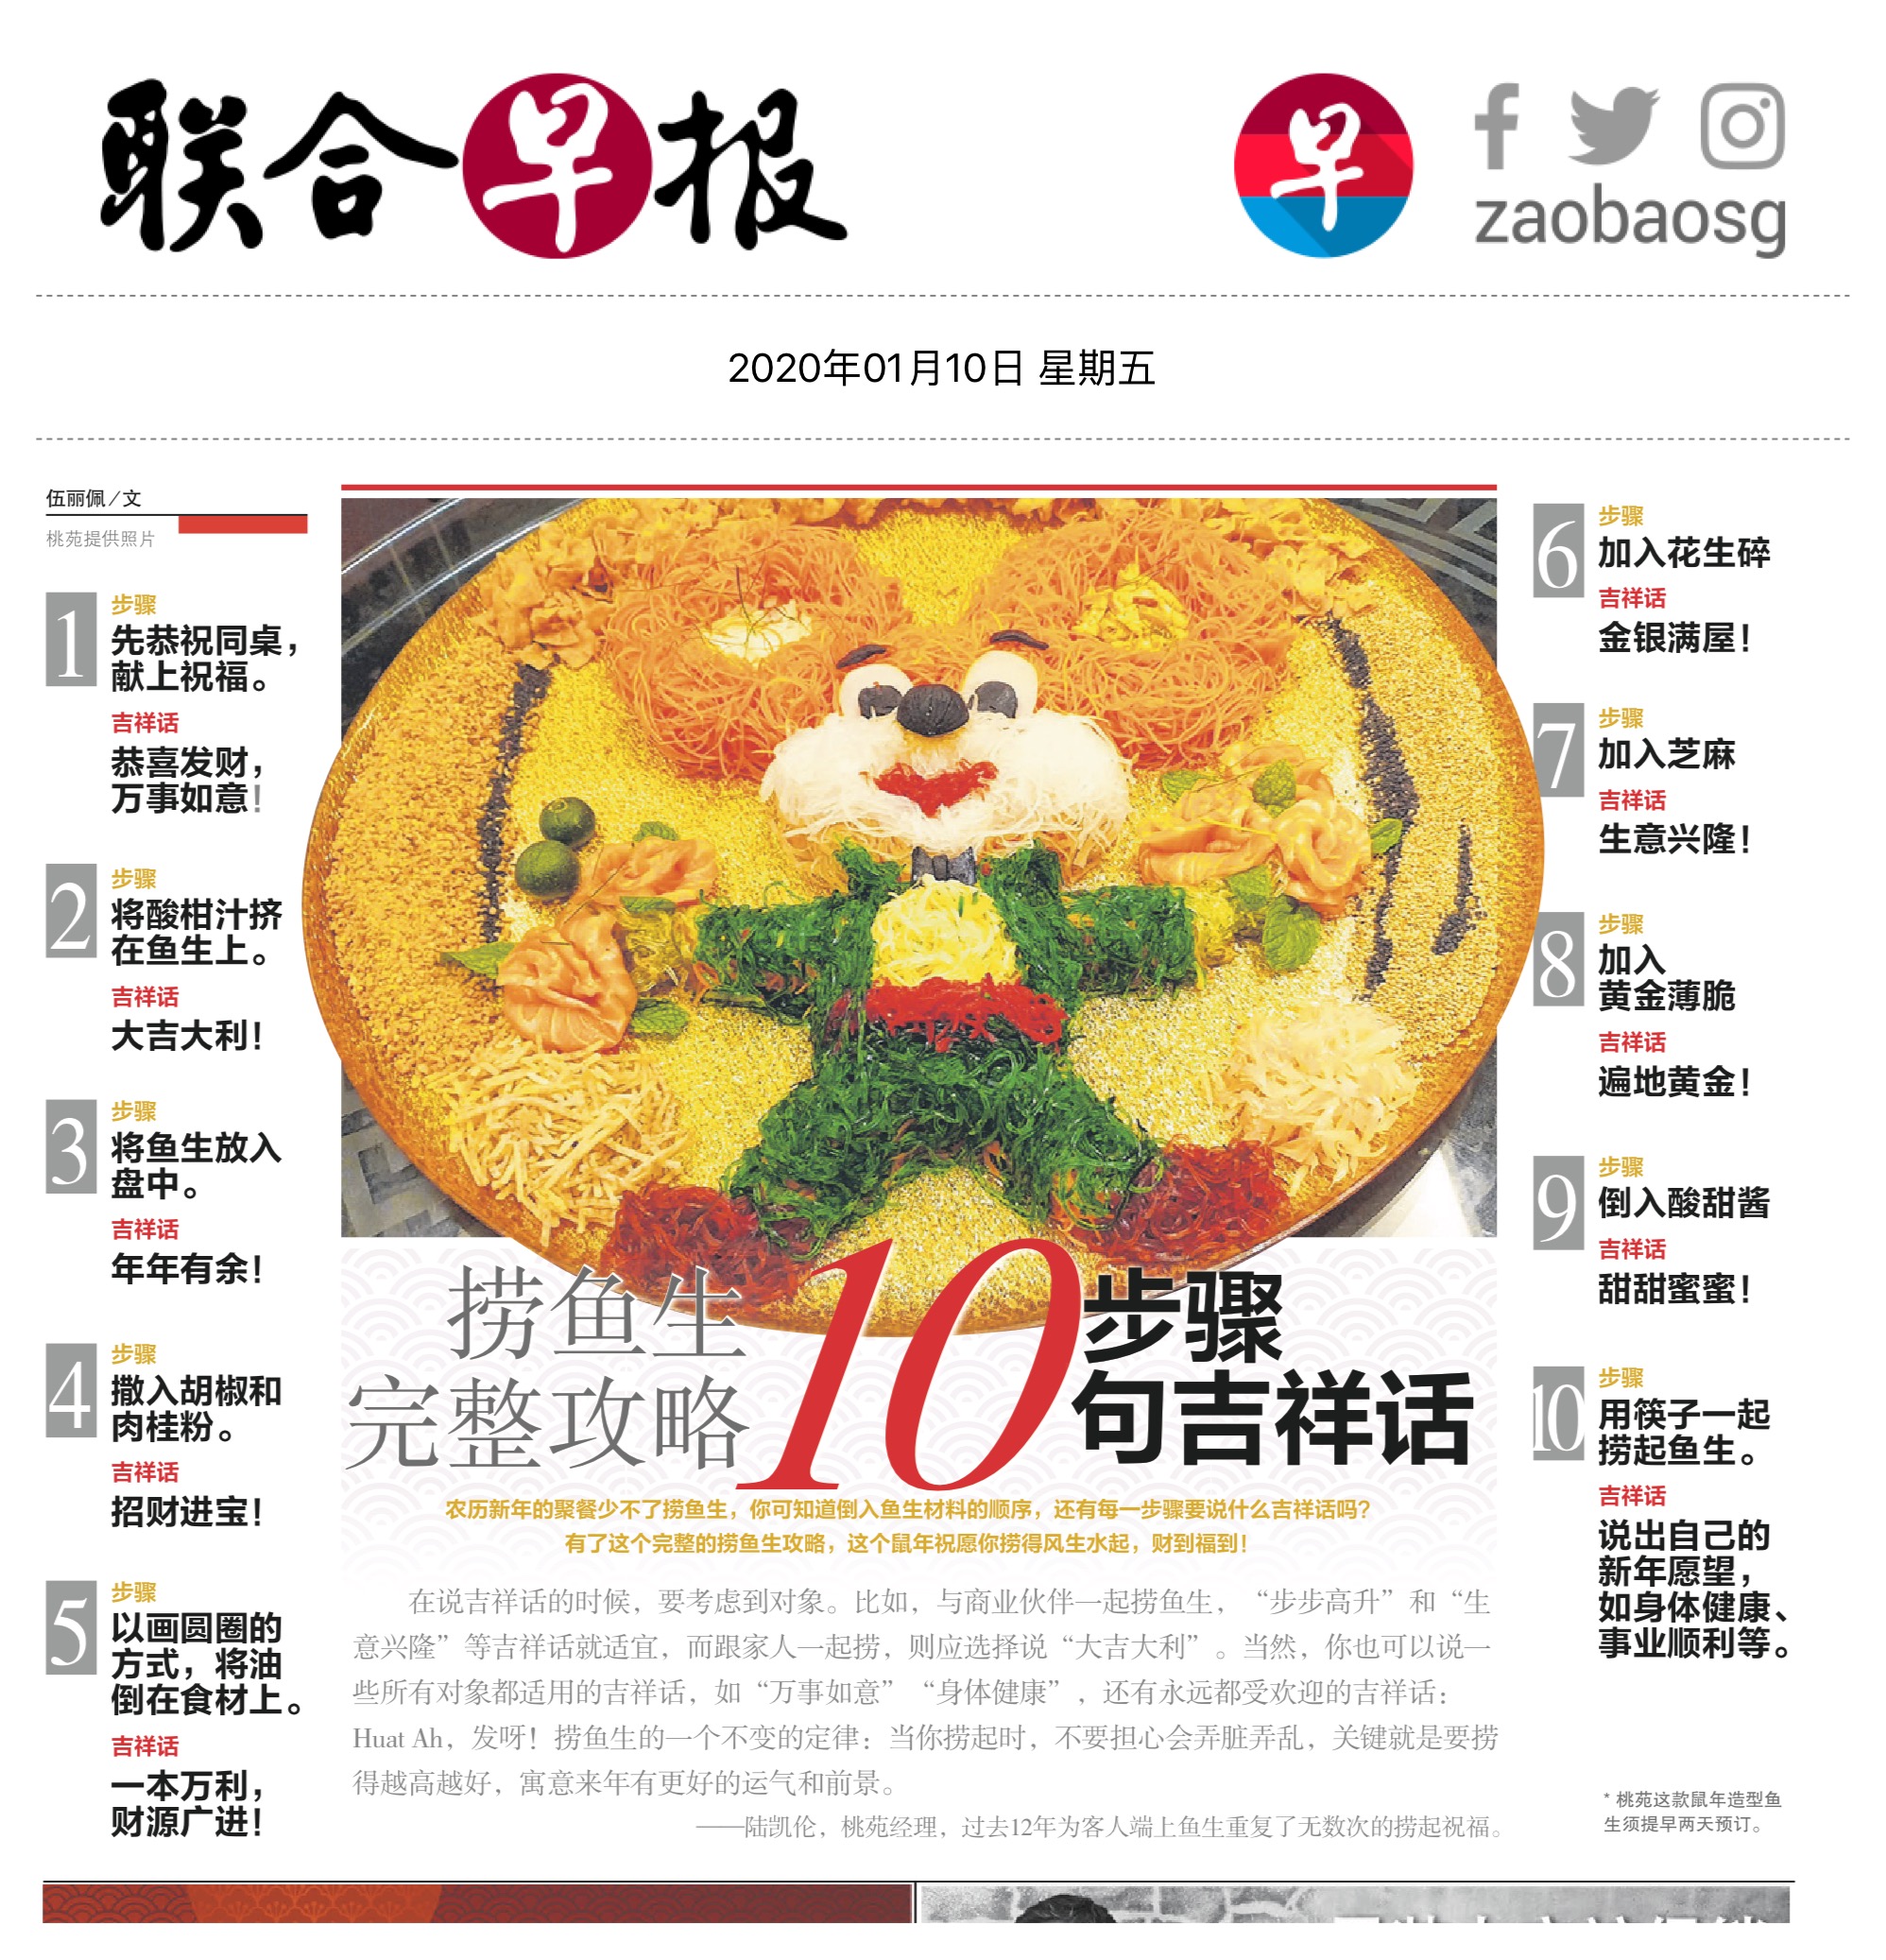 联合早报
早
zaobaosg
2020年01月10日 星期五
伍丽佩/文
桃苑提供照片
1
步骤
先恭祝同桌，
献上祝福。
吉祥话
恭喜发财，
万事如意！
2
步骤
将酸柑汁挤
在鱼生上。
吉祥话
大吉大利！
3
步骤
将鱼生放入
盘中。
吉祥话
年年有余！
4
步骤
撒入胡椒和
肉桂粉。
吉祥话
招财进宝！
5
步骤
以画圆圈的
方式，将油
倒在食材上。
吉祥话
一本万利，
财源广进！
捞鱼生
完整攻略
10
步骤
句吉祥话
农历新年的聚餐少不了捞鱼生，你可知道倒入鱼生材料的顺序，还有每一步骤要说什么吉祥话吗？
有了这个完整的捞鱼生攻略，这个鼠年祝愿你捞得风生水起，财到福到！
在说吉祥话的时候，要考虑到对象。比如，与商业伙伴一起捞鱼生，“步步高升”和“生
意兴隆”等吉祥话就适宜，而跟家人一起捞，则应选择说“大吉大利”。当然，你也可以说一
些所有对象都适用的吉祥话，如“万事如意”“身体健康”，还有永远都受欢迎的吉祥话：
Huat Ah，发呀！捞鱼生的一个不变的定律：当你捞起时，不要担心会弄脏弄乱，关键就是要捞
得越高越好，寓意来年有更好的运气和前景。
——陆凯伦，桃苑经理，过去12年为客人端上鱼生重复了无数次的捞起祝福。
6
步骤
加入花生碎
吉祥话
金银满屋！
7
步骤
加入芝麻
吉祥话
生意兴隆！
8
步骤
加入
黄金薄脆
吉祥话
遍地黄金！
9
步骤
倒入酸甜酱
吉祥话
甜甜蜜蜜！
10
步骤
用筷子一起
捞起鱼生。
吉祥话
说出自己的
新年愿望，
如身体健康、
事业顺利等。
* 桃苑这款鼠年造型鱼
生须提早两天预订。